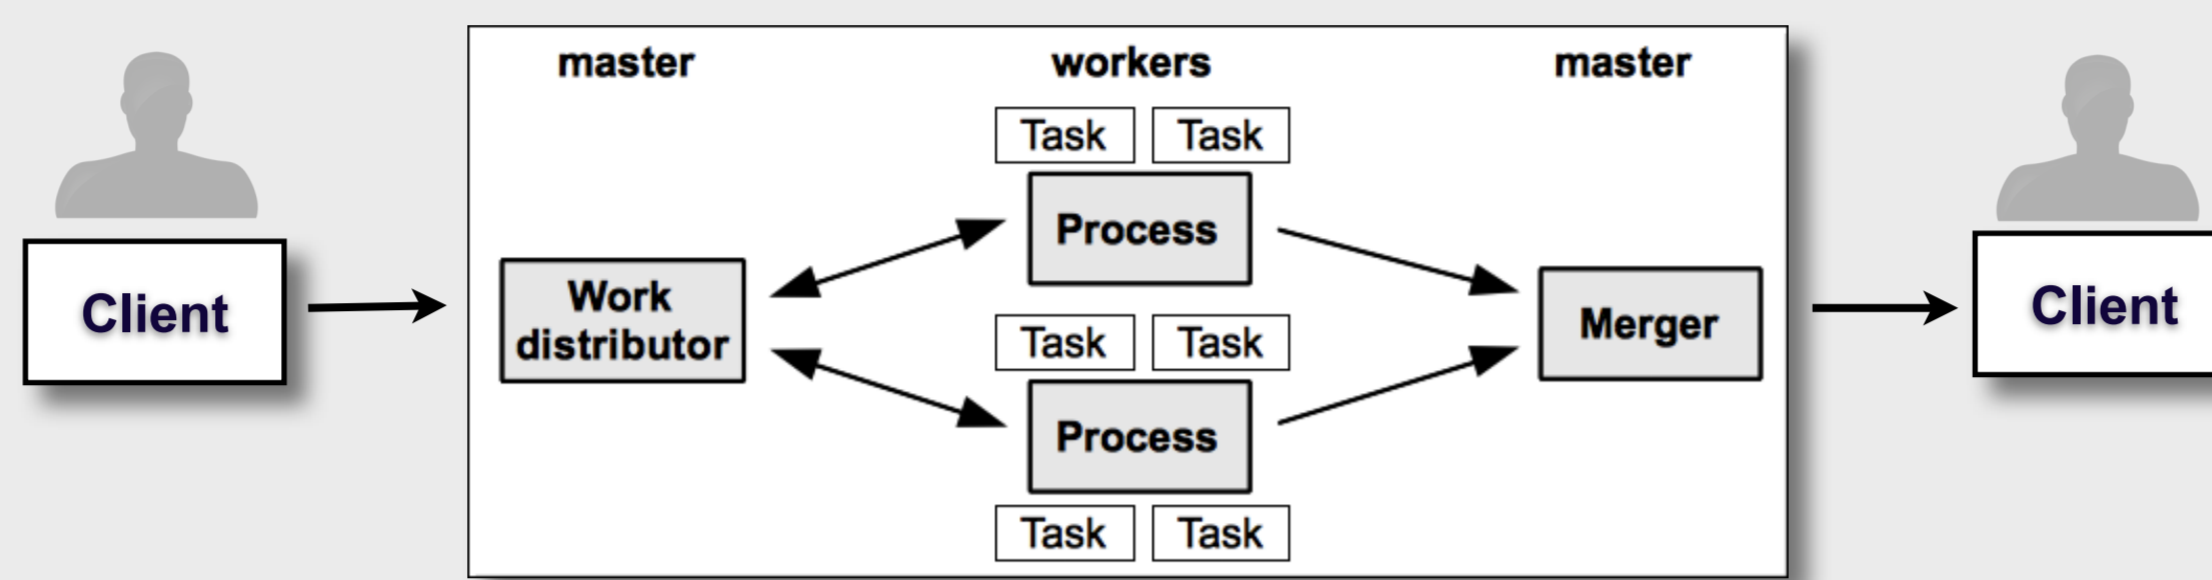 master
workers
master
Task
Task
Process
Client
Work
distributor
Task
Task
Process
Task
Task
Merger
Client